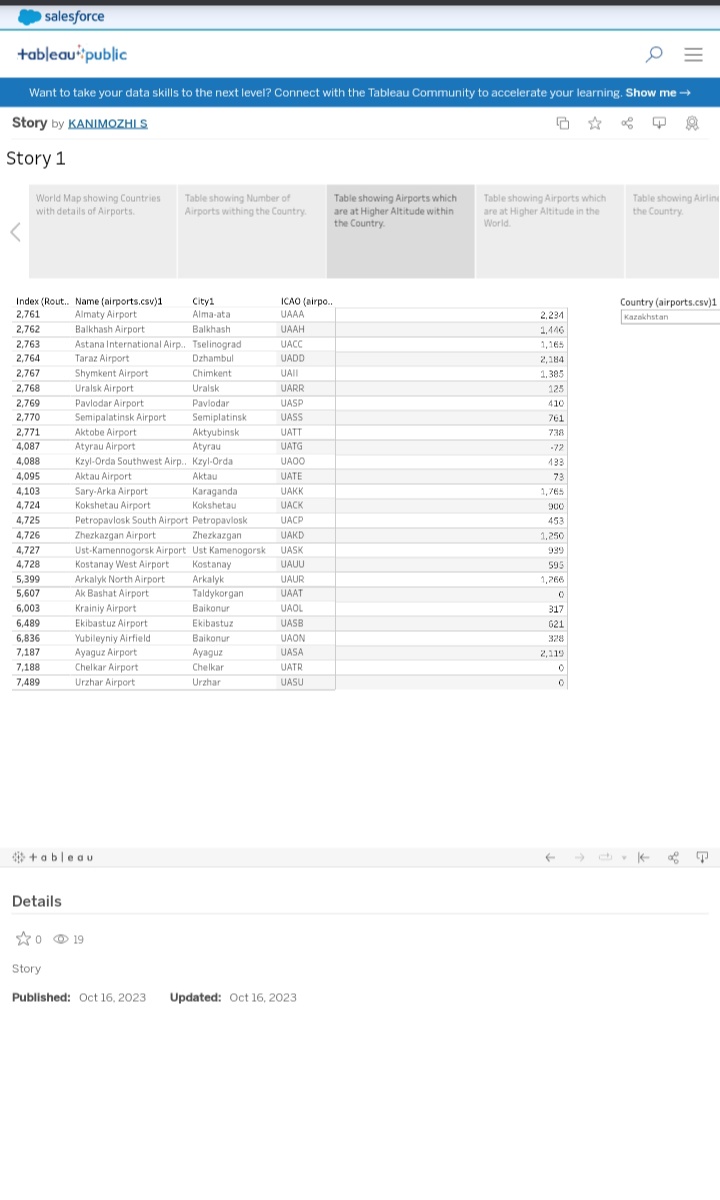 salesforce
+ableau public
Want to take your data skills to the next level? Connect with the Tableau Community to accelerate your learning. Show me →
Story by KANIMOZHI S
Story 1
World Map showing Countries with details of Airports.
Table showing Number of Airports withing the Country.
Table showing Airports which are at Higher Altitude within the Country.
Table showing Airports which are at Higher Altitude in the World.
Table showing Airline the Country.
Index (Rout.. Name (airports.csv)1 City1 ICAO (airpo..
Country (airports.csv)1
Kazakhstan
2,761 Almaty Airport Alma-ata UAAA 2,234
2,762 Balkhash Airport Balkhash UAAH 1,446
2,763 Astana International Airp.. Tselinograd UACC 1,165
2,764 Taraz Airport Dzhambul UADD 2,184
2,767 Shymkent Airport Chimkent UAII 1,385
2,768 Uralsk Airport Uralsk UARR 125
2,769 Pavlodar Airport Pavlodar UASP 410
2,770 Semipalatinsk Airport Semiplatinsk UASS 761
2,771 Aktobe Airport Aktyubinsk UATT 738
4,087 Atyrau Airport Atyrau UATG -72
4,088 Kzyl-Orda Southwest Airp.. Kzyl-Orda UAOO 433
4,095 Aktau Airport Aktau UATE 73
4,103 Sary-Arka Airport Karaganda UAKK 1,765
4,724 Kokshetau Airport Kokshetau UACK 900
4,725 Petropavlosk South Airport Petropavlosk UACP 453
4,726 Zhezkazgan Airport Zhezkazgan UAKD 1,250
4,727 Ust-Kamennogorsk Airport Ust Kamenogorsk UASK 939
4,728 Kostanay West Airport Kostanay UAUU 595
5,399 Arkalyk North Airport Arkalyk UAUR 1,266
5,607 Ak Bashat Airport Taldykorgan UAAT 0
6,003 Krainiy Airport Baikonur UAOL 317
6,489 Ekibastuz Airport Ekibastuz UASB 621
6,836 Yubileyniy Airfield Baikonur UAON 328
7,187 Ayaguz Airport Ayaguz UASA 2,119
7,188 Chelkar Airport Chelkar UATR 0
7,489 Urzhar Airport Urzhar UASU 0
+ableau
Details
0 19
Story
Published: Oct 16, 2023 Updated: Oct 16, 2023